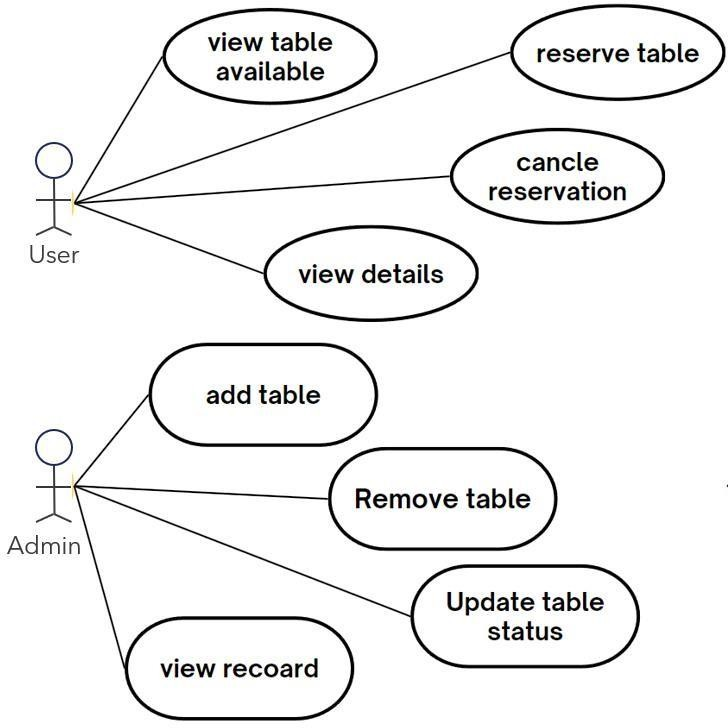 view table
available
reserve table
cancle
reservation
User
view details
add table
Remove table
Admin
Update table
status
view recoard